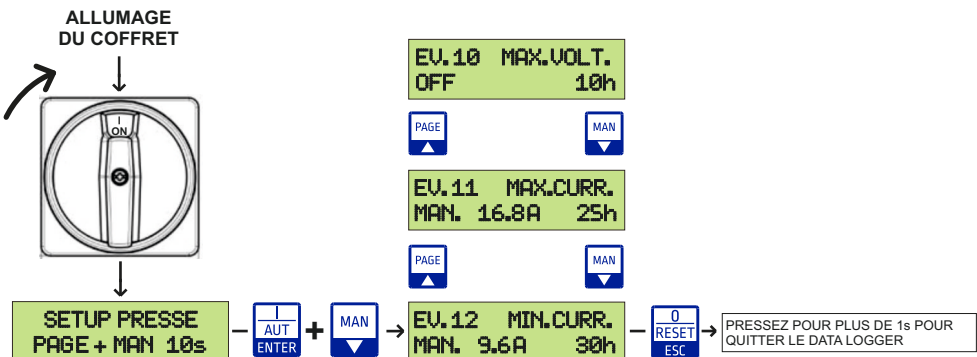 ALLUMAGE
DU COFFRET
I
ON
SETUP PRESSE
PAGE + MAN 10s
I
AUT
ENTER
+
MAN
EV.10 MAX.VOLT.
OFF 10h
PAGE
MAN
EV.11 MAX.CURR.
MAN. 16.8A 25h
PAGE
MAN
EV.12 MIN.CURR.
MAN. 9.6A 30h
0
RESET
ESC
PRESSEZ POUR PLUS DE 1s POUR
QUITTER LE DATA LOGGER